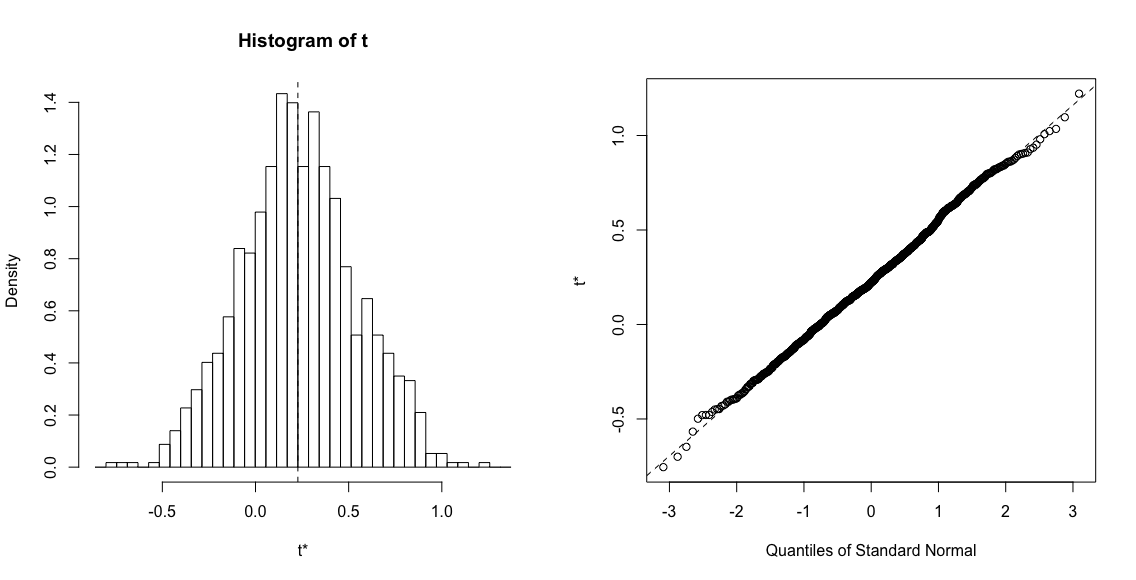 Histogram of t
Density
0.0 0.2 0.4 0.6 0.8 1.0 1.2 1.4
-0.5 0.0 0.5 1.0
t*
t*
-0.5 0.0 0.5 1.0
-3 -2 -1 0 1 2 3
Quantiles of Standard Normal